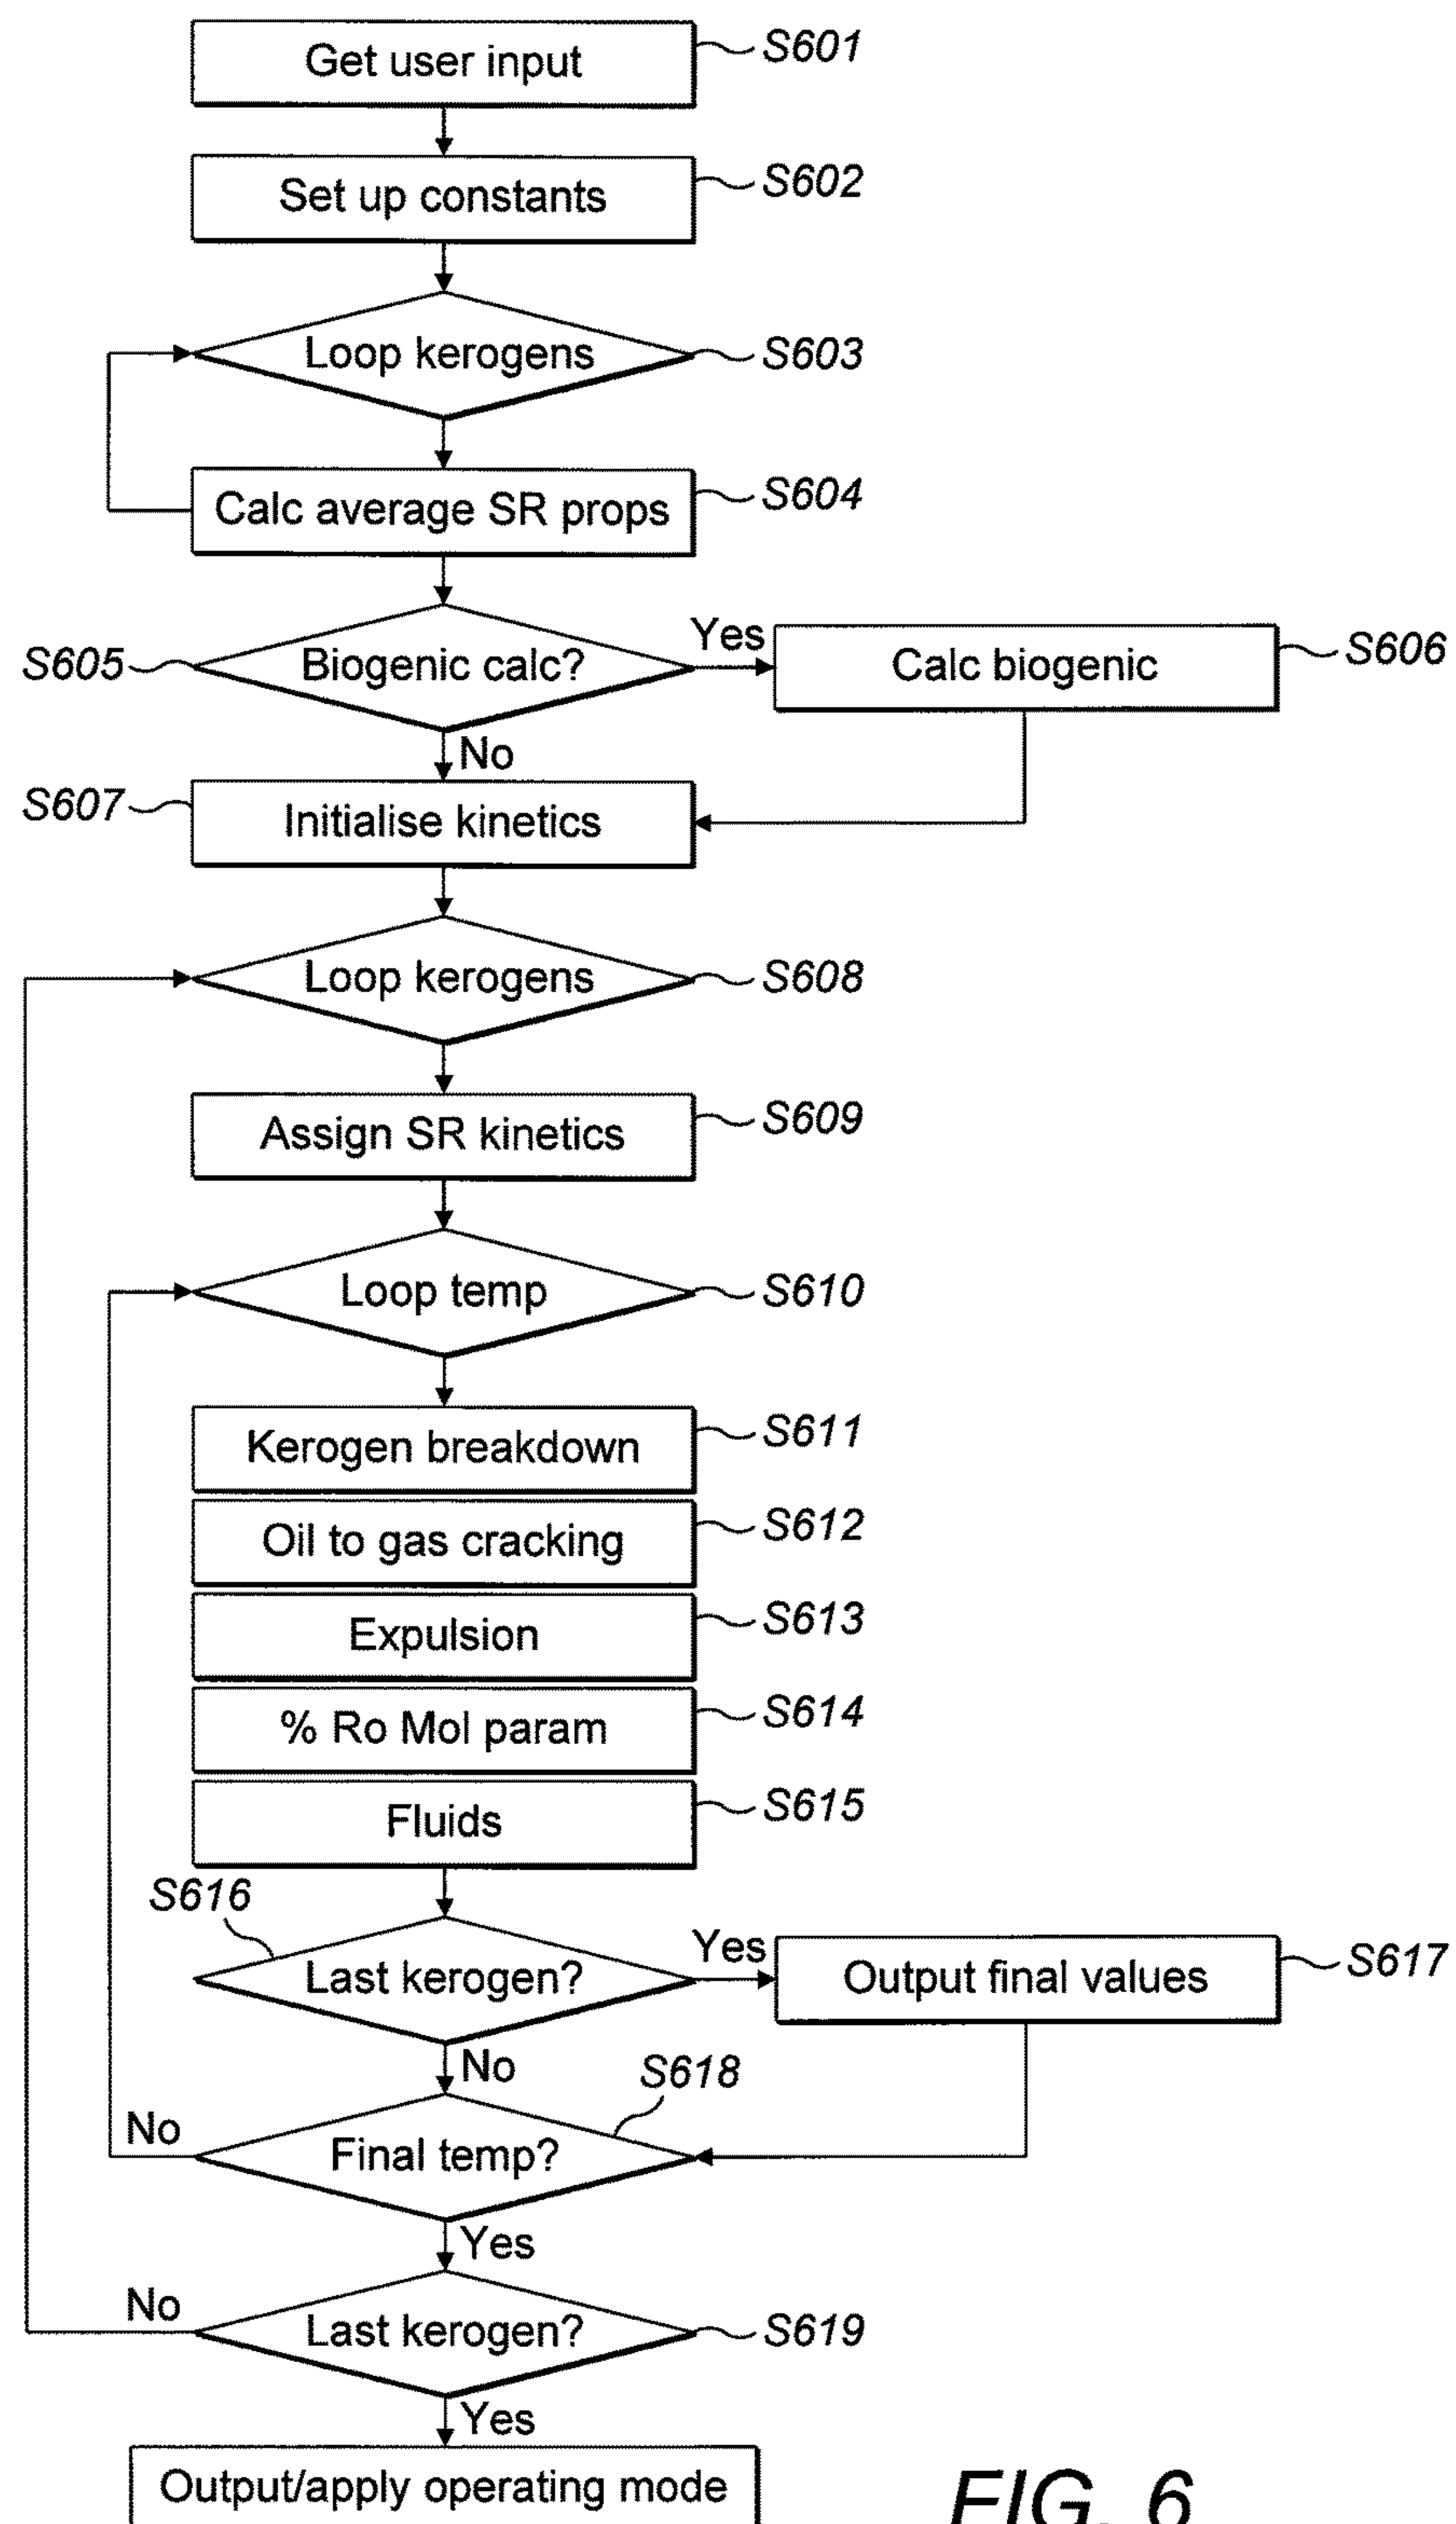 Get user input
S601
Set up constants
S602
Loop kerogens
S603
Calc average SR props
S604
S605
Biogenic calc?
Yes
Calc biogenic
S606
No
S607
Initialise kinetics
Loop kerogens
S608
Assign SR kinetics
S609
Loop temp
S610
Kerogen breakdown
S611
Oil to gas cracking
S612
Expulsion
S613
% Ro Mol param
S614
Fluids
S615
S616
Last kerogen?
Yes
Output final values
S617
No
S618
No
Final temp?
Yes
No
Last kerogen?
S619
Yes
Output/apply operating mode
FIG. 6